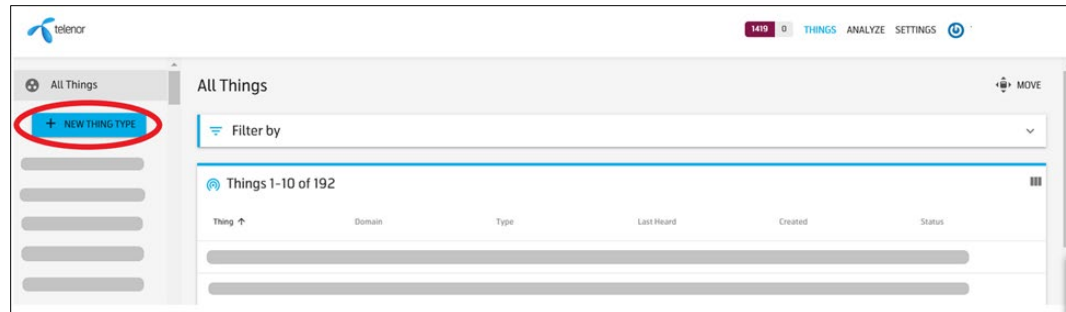 telenor
1419 0 THINGS ANALYZE SETTINGS
All Things
+ NEW THING TYPE
All Things
MOVE
Filter by
Things 1-10 of 192
Thing ↑ Domain Type Last Heard Created Status